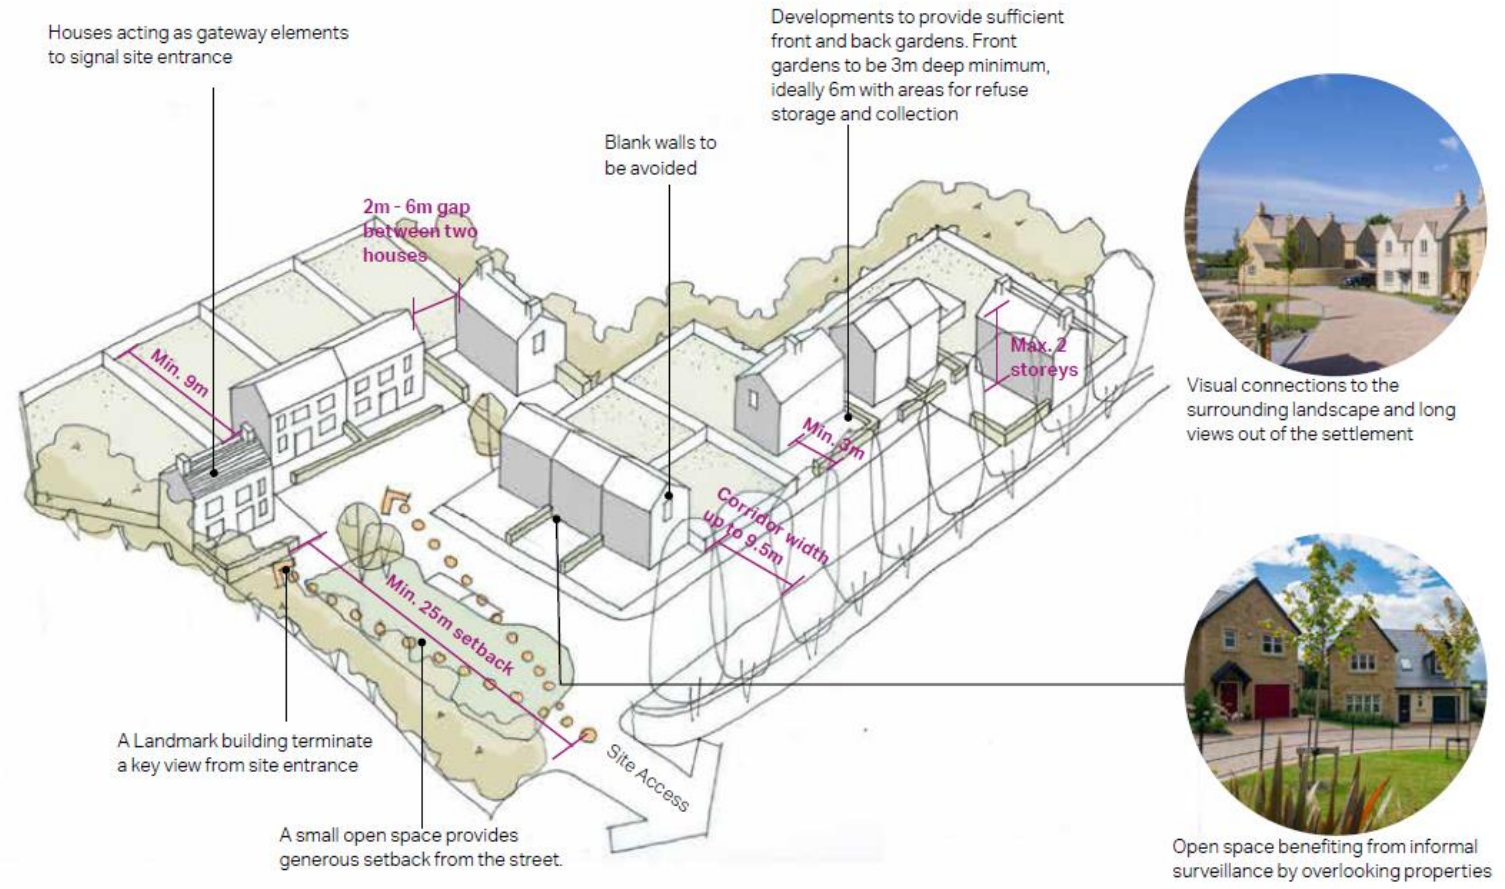 Houses acting as gateway elements
to signal site entrance
Developments to provide sufficient
front and back gardens. Front
gardens to be 3m deep minimum,
ideally 6m with areas for refuse
storage and collection
Blank walls to
be avoided
2m - 6m gap
between two
houses
Min. 9m
Max. 2
storeys
Min. 3m
Corridor width
up to 9.5m
Min. 25m setback
Site Access
Visual connections to the
surrounding landscape and long
views out of the settlement
A Landmark building terminate
a key view from site entrance
A small open space provides
generous setback from the street.
Open space benefiting from informal
surveillance by overlooking properties